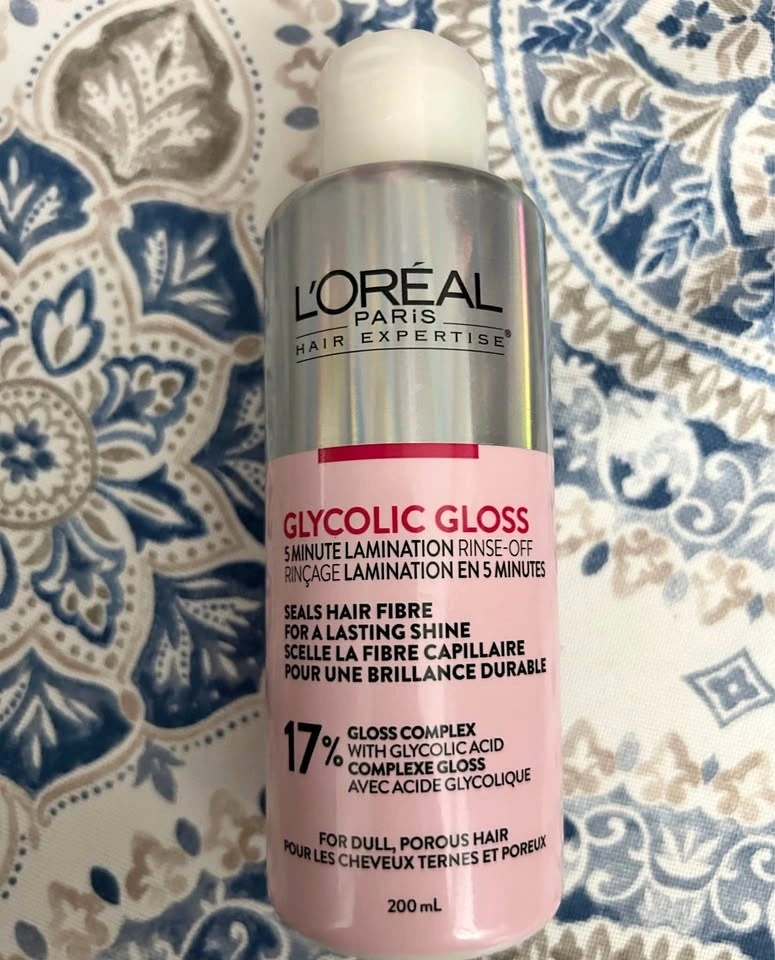 L'ORÉAL
PARIS
HAIR EXPERTISE®
GLYCOLIC GLOSS
5 MINUTE LAMINATION RINSE-OFF
RINÇAGE LAMINATION EN 5 MINUTES
SEALS HAIR FIBRE
FOR A LASTING SHINE
SCELLE LA FIBRE CAPILLAIRE
POUR UNE BRILLANCE DURABLE
17% GLOSS COMPLEX
WITH GLYCOLIC ACID
COMPLEXE GLOSS
AVEC ACIDE GLYCOLIQUE
FOR DULL, POROUS HAIR
POUR LES CHEVEUX TERNES ET POREUX
200 mL